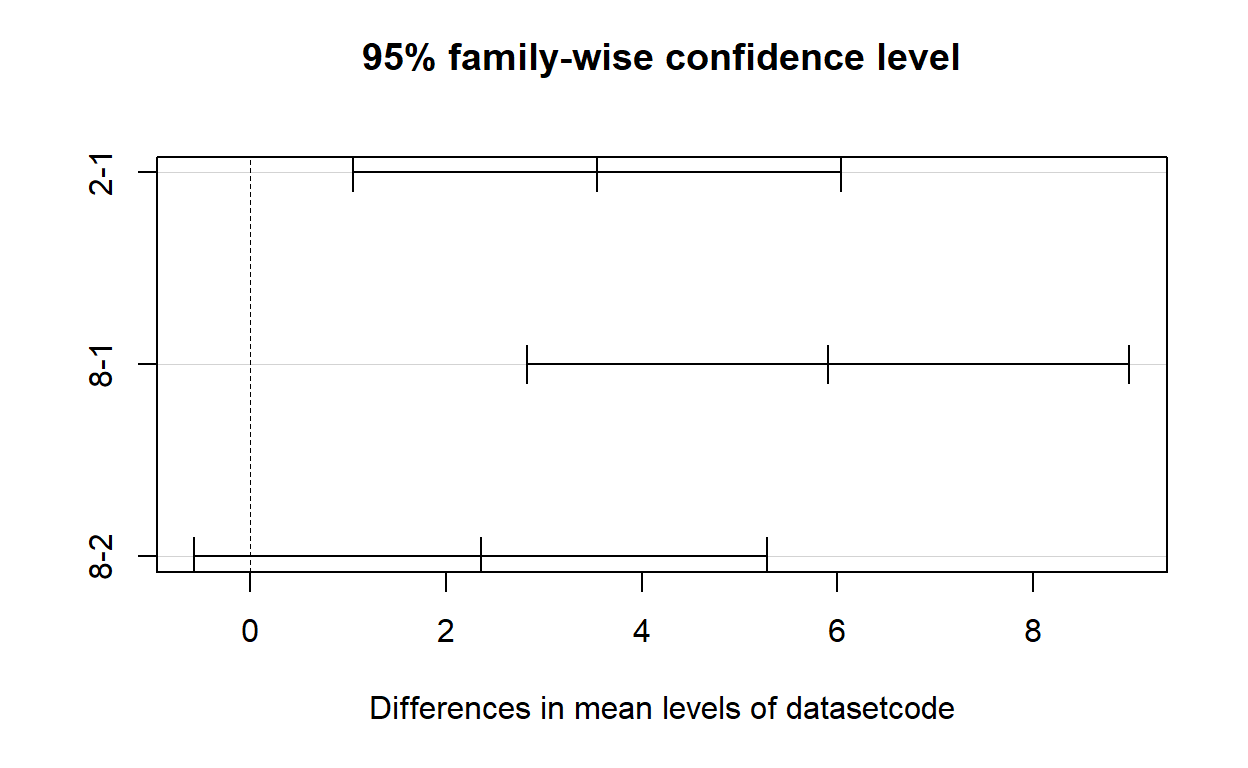 95% family-wise confidence level
2-1
8-1
8-2
0 2 4 6 8
Differences in mean levels of datasetcode